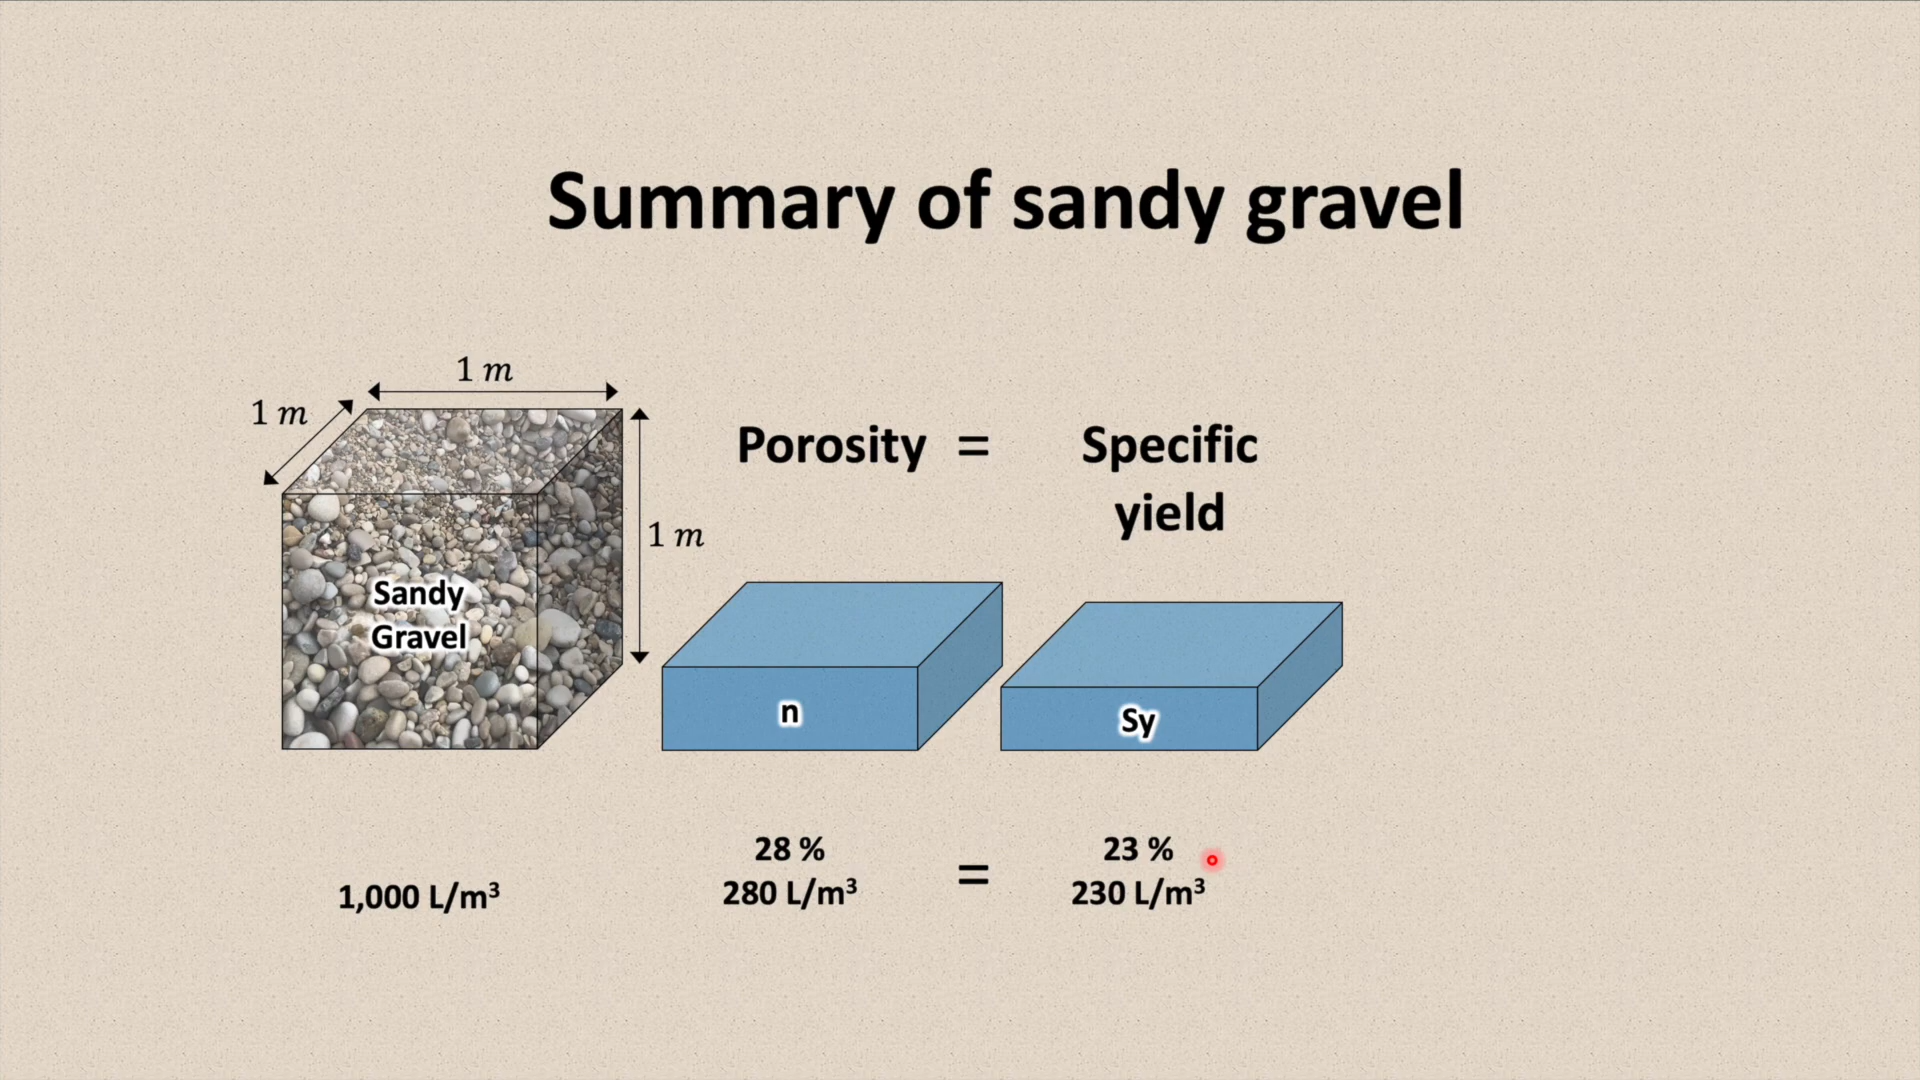 Summary of sandy gravel
1 m
1 m
1 m
Sandy
Gravel
Porosity =
Specific
yield
n
Sy
1,000 L/m³
28 %
280 L/m³
=
23 %
230 L/m³